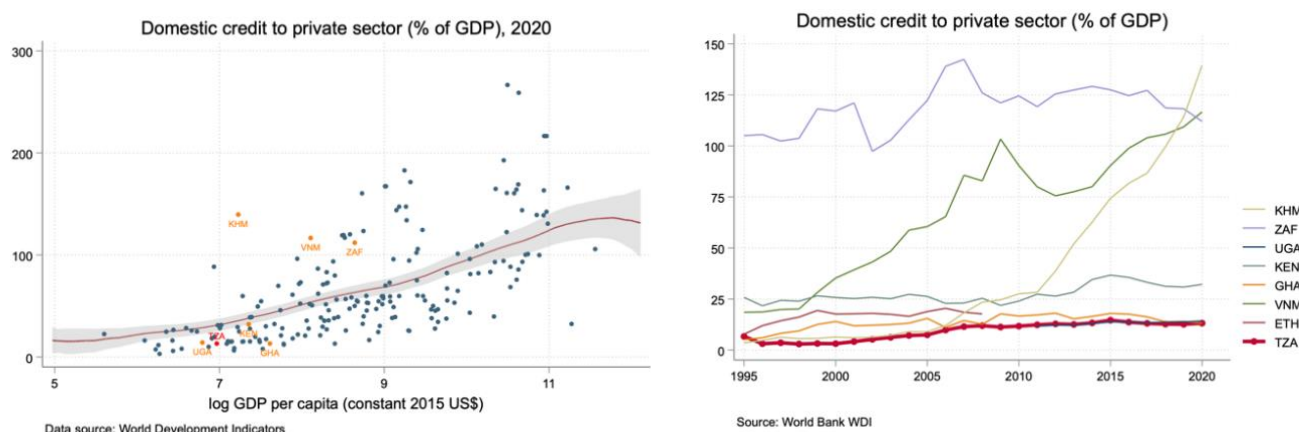 Domestic credit to private sector (% of GDP), 2020
300
200
100
0
KHM
VNM
ZAF
TZA
KEN
UGA
GHA
5 7 9 11
log GDP per capita (constant 2015 US$)
Data source: World Development Indicators
Domestic credit to private sector (% of GDP)
150
125
100
75
50
25
0
1995 2000 2005 2010 2015 2020
KHM
ZAF
UGA
KEN
GHA
VNM
ETH
TZA
Source: World Bank WDI